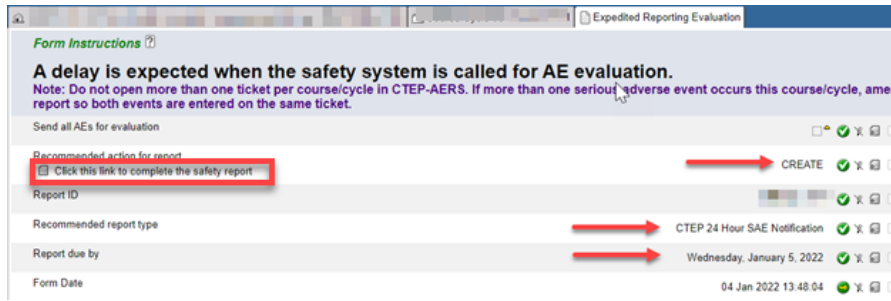 Expedited Reporting Evaluation
Form Instructions ?
A delay is expected when the safety system is called for AE evaluation.
Note: Do not open more than one ticket per course/cycle in CTEP-AERS. If more than one serious adverse event occurs this course/cycle, ame
report so both events are entered on the same ticket.
Send all AEs for evaluation
Recommended action for report
Click this link to complete the safety report
CREATE
Report ID
Recommended report type
CTEP 24 Hour SAE Notification
Report due by
Wednesday, January 5, 2022
Form Date
04 Jan 2022 13:48:04